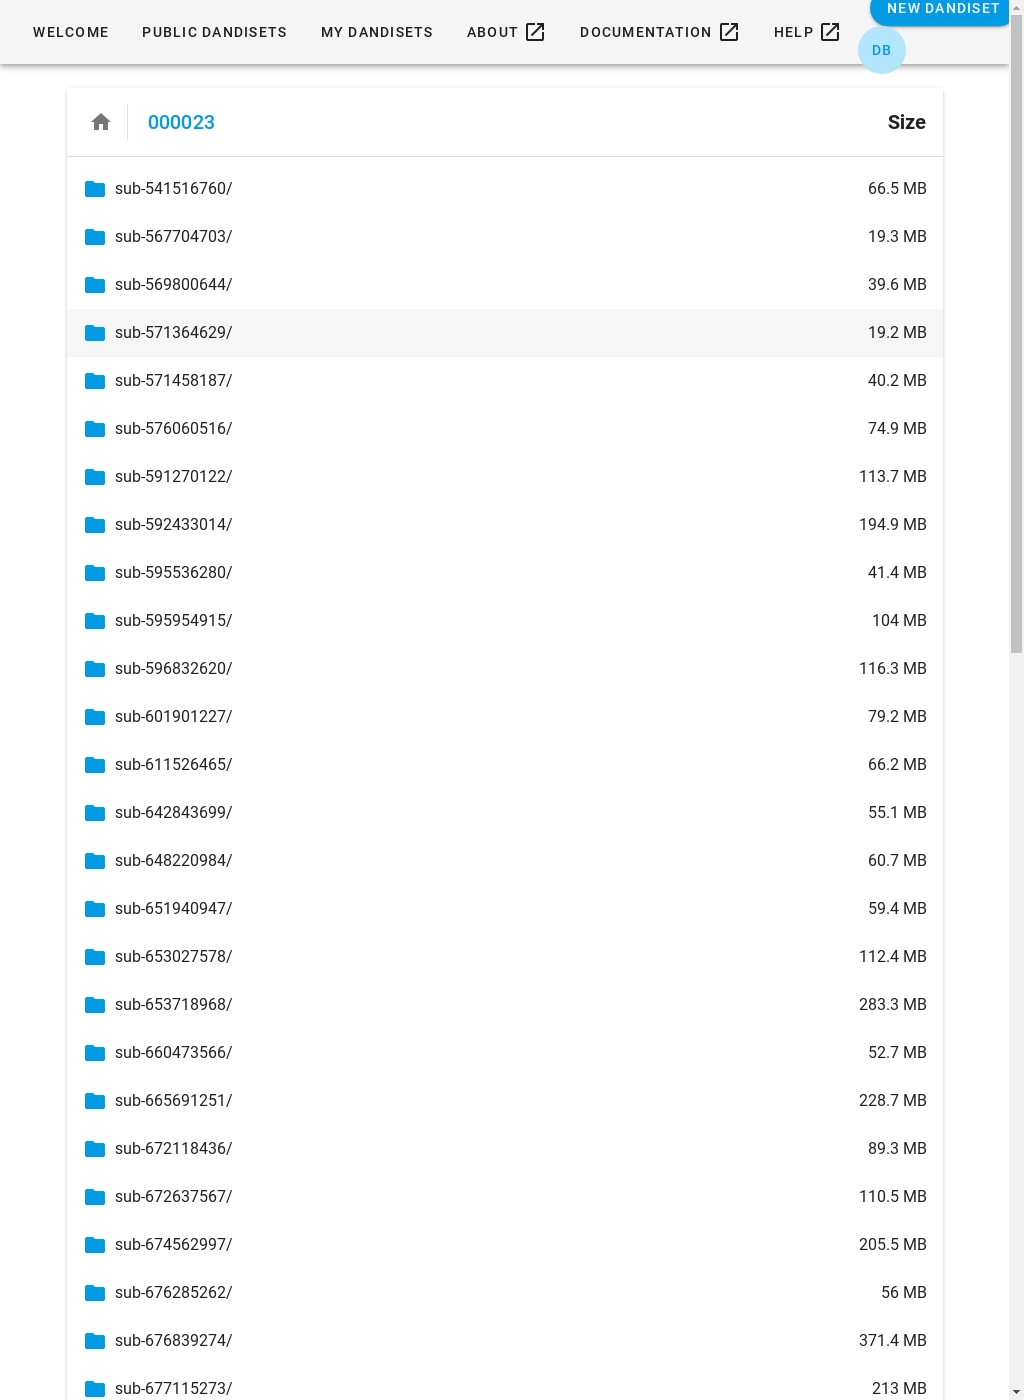 NEW DANDISET
WELCOME PUBLIC DANDISETS MY DANDISETS ABOUT DOCUMENTATION HELP
DB
000023 Size
sub-541516760/ 66.5 MB
sub-567704703/ 19.3 MB
sub-569800644/ 39.6 MB
sub-571364629/ 19.2 MB
sub-571458187/ 40.2 MB
sub-576060516/ 74.9 MB
sub-591270122/ 113.7 MB
sub-592433014/ 194.9 MB
sub-595536280/ 41.4 MB
sub-595954915/ 104 MB
sub-596832620/ 116.3 MB
sub-601901227/ 79.2 MB
sub-611526465/ 66.2 MB
sub-642843699/ 55.1 MB
sub-648220984/ 60.7 MB
sub-651940947/ 59.4 MB
sub-653027578/ 112.4 MB
sub-653718968/ 283.3 MB
sub-660473566/ 52.7 MB
sub-665691251/ 228.7 MB
sub-672118436/ 89.3 MB
sub-672637567/ 110.5 MB
sub-674562997/ 205.5 MB
sub-676285262/ 56 MB
sub-676839274/ 371.4 MB
sub-677115273/ 213 MB